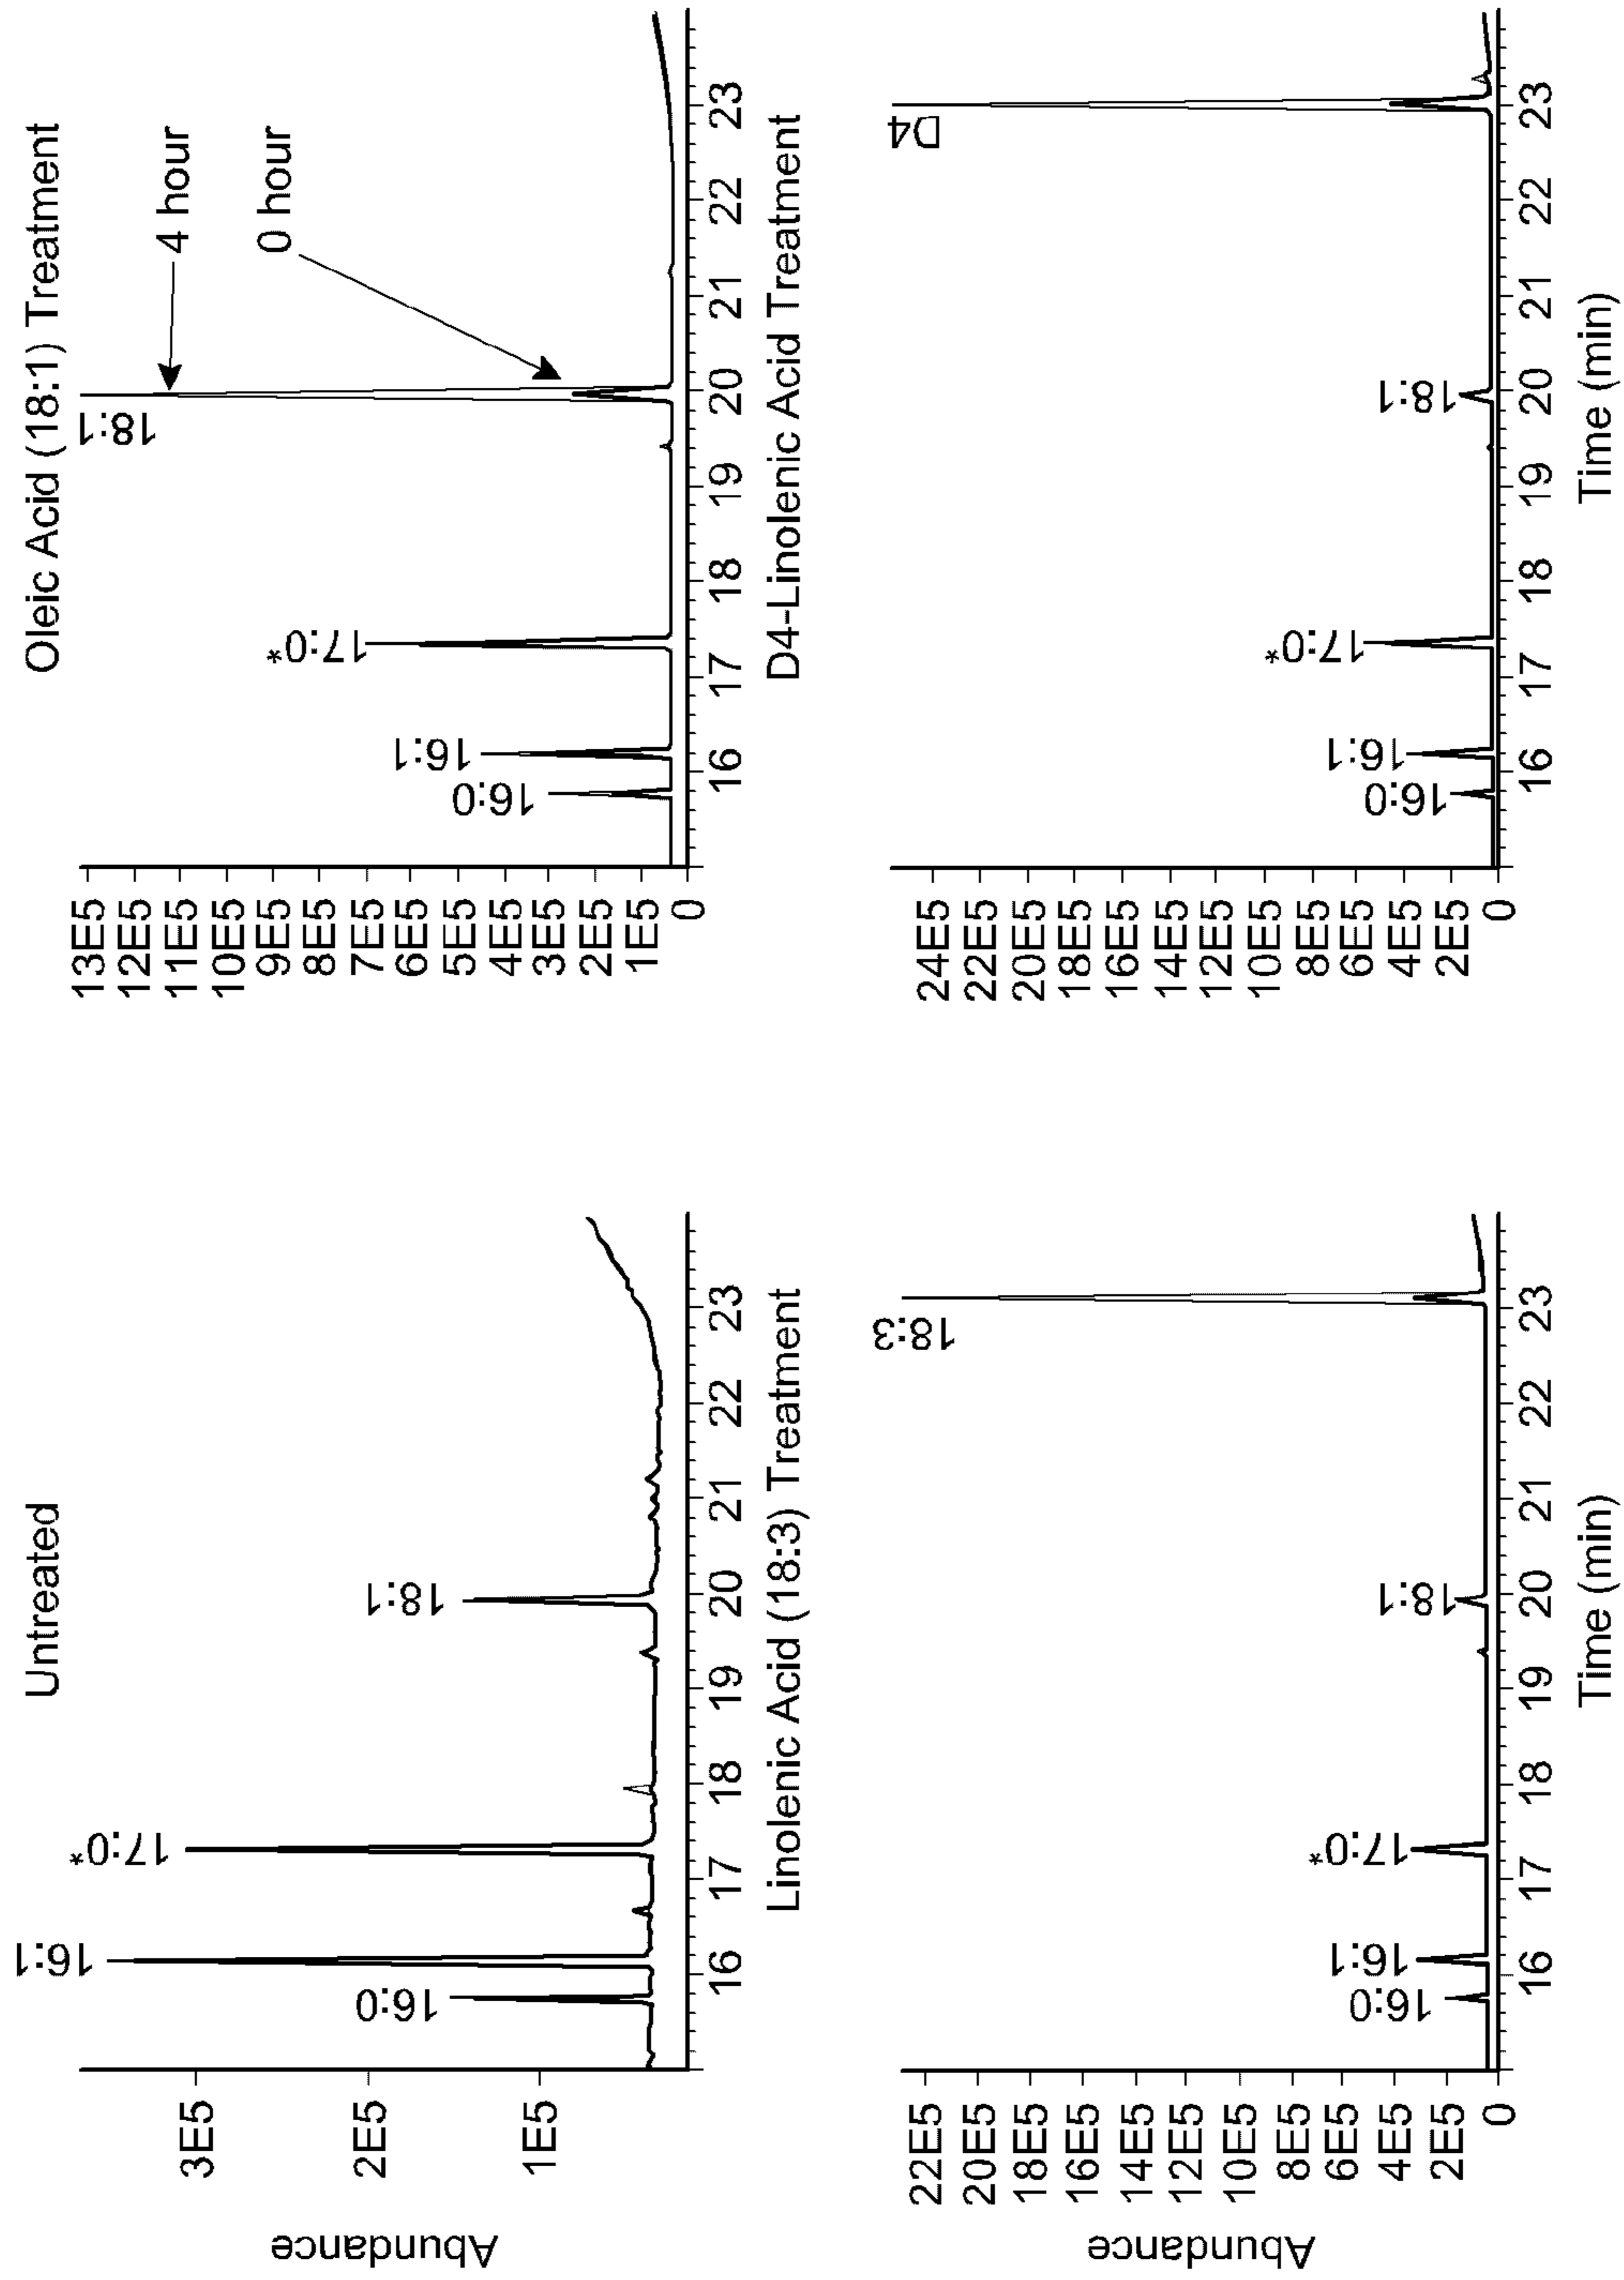 Untreated
Abundance
3E5
2E5
1E5
16:0
16:1
17:0*
18:1
16 17 18 19 20 21 22 23
Oleic Acid (18:1) Treatment
13E5
12E5
11E5
10E5
9E5
8E5
7E5
6E5
5E5
4E5
3E5
2E5
1E5
0
16:0
16:1
17:0*
18:1
4 hour
0 hour
16 17 18 19 20 21 22 23
Linolenic Acid (18:3) Treatment
Abundance
22E5
20E5
18E5
16E5
14E5
12E5
10E5
8E5
6E5
4E5
2E5
0
16:0
16:1
17:0*
18:1
18:3
16 17 18 19 20 21 22 23
Time (min)
D4-Linolenic Acid Treatment
24E5
22E5
20E5
18E5
16E5
14E5
12E5
10E5
8E5
6E5
4E5
2E5
0
16:0
16:1
17:0*
18:1
D4
16 17 18 19 20 21 22 23
Time (min)